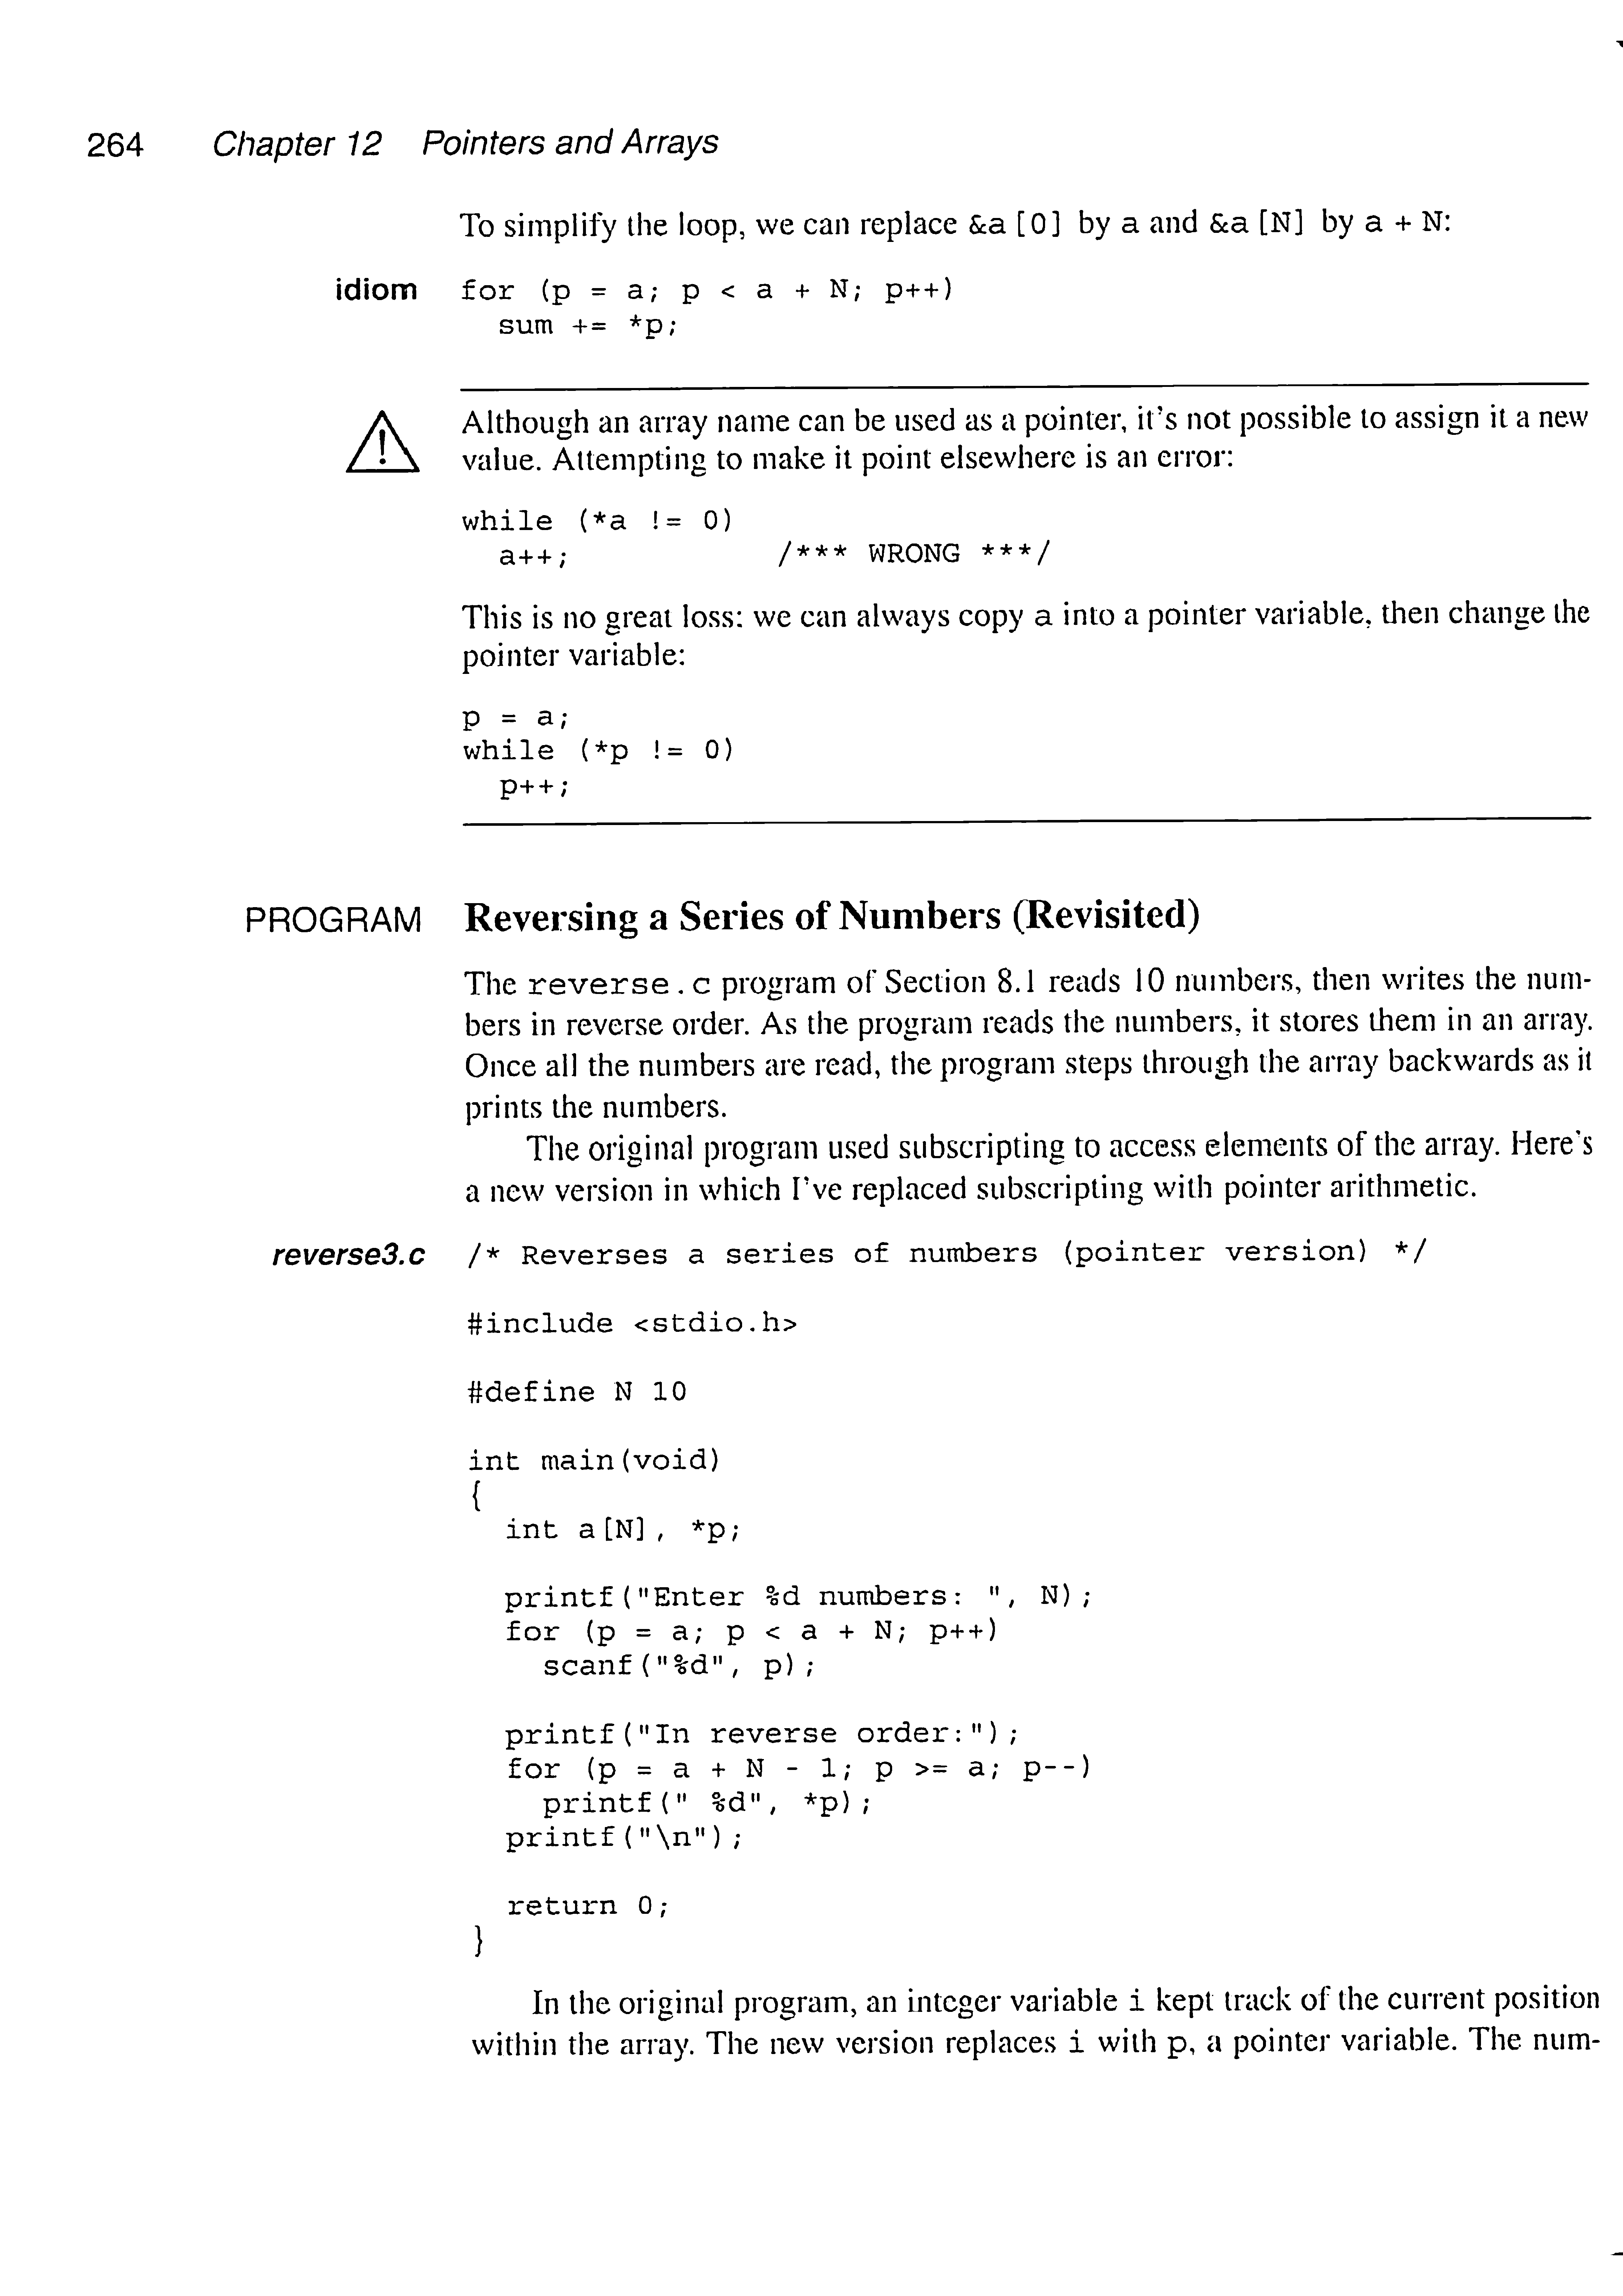 264 Chapter 12 Pointers and Arrays
To simplify the loop, we can replace &a[0] by a and &a[N] by a + N:
idiom for (p = a; p < a + N; p++)
sum += *p;
Although an array name can be used as a pointer, it's not possible to assign it a new
value. Attempting to make it point elsewhere is an error:
while (*a != 0)
a++; /*** WRONG ***/
This is no great loss: we can always copy a into a pointer variable, then change the
pointer variable:
p = a;
while (*p != 0)
p++;
PROGRAM Reversing a Series of Numbers (Revisited)
The reverse.c program of Section 8.1 reads 10 numbers, then writes the num-
bers in reverse order. As the program reads the numbers, it stores them in an array.
Once all the numbers are read, the program steps through the array backwards as it
prints the numbers.
The original program used subscripting to access elements of the array. Here's
a new version in which I've replaced subscripting with pointer arithmetic.
reverse3.c /* Reverses a series of numbers (pointer version) */
#include <stdio.h>
#define N 10
int main(void)
{
int a[N], *p;
printf("Enter %d numbers: ", N);
for (p = a; p < a + N; p++)
scanf("%d", p);
printf("In reverse order:");
for (p = a + N - 1; p >= a; p--)
printf(" %d", *p);
printf("\n");
return 0;
}
In the original program, an integer variable i kept track of the current position
within the array. The new version replaces i with p, a pointer variable. The num-